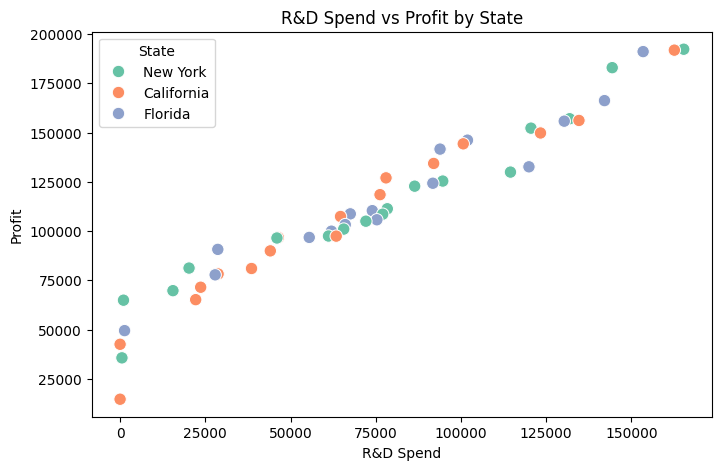 R&D Spend vs Profit by State
State
New York
California
Florida
200000
175000
150000
125000
100000
75000
50000
25000
Profit
0 25000 50000 75000 100000 125000 150000
R&D Spend